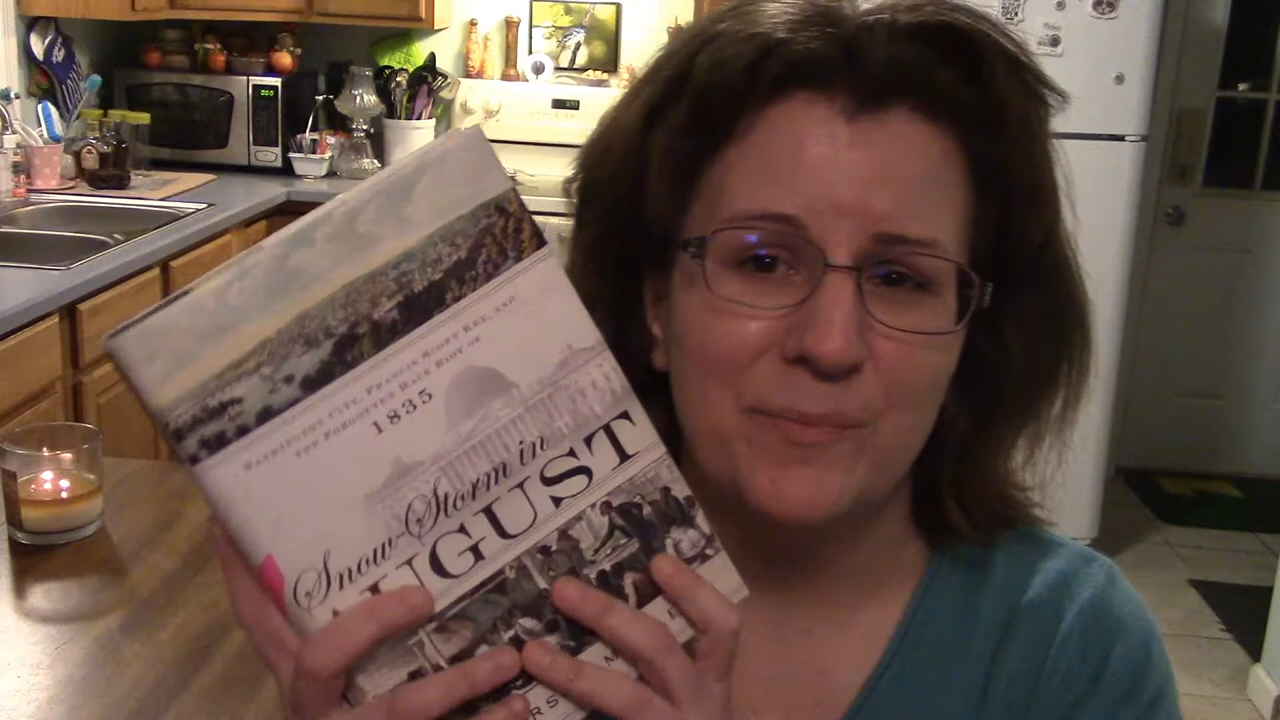 WASHINGTON CITY, FRANCIS SCOTT KEY, AND
THE FORGOTTEN RACE RIOT OF
1835
Snow-Storm in
AUGUST